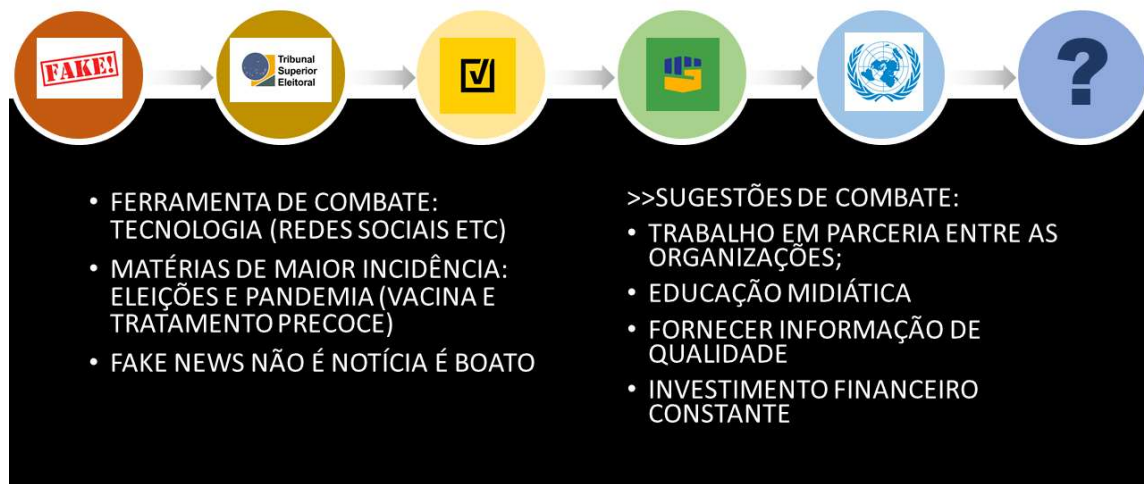 FAKE!
Tribunal
Superior
Eleitoral
?
• FERRAMENTA DE COMBATE:
TECNOLOGIA (REDES SOCIAIS ETC)
• MATÉRIAS DE MAIOR INCIDÊNCIA:
ELEIÇÕES E PANDEMIA (VACINA E
TRATAMENTO PRECOCE)
• FAKE NEWS NÃO É NOTÍCIA É BOATO
>>SUGESTÕES DE COMBATE:
• TRABALHO EM PARCERIA ENTRE AS
ORGANIZAÇÕES;
• EDUCAÇÃO MIDIÁTICA
• FORNECER INFORMAÇÃO DE
QUALIDADE
• INVESTIMENTO FINANCEIRO
CONSTANTE